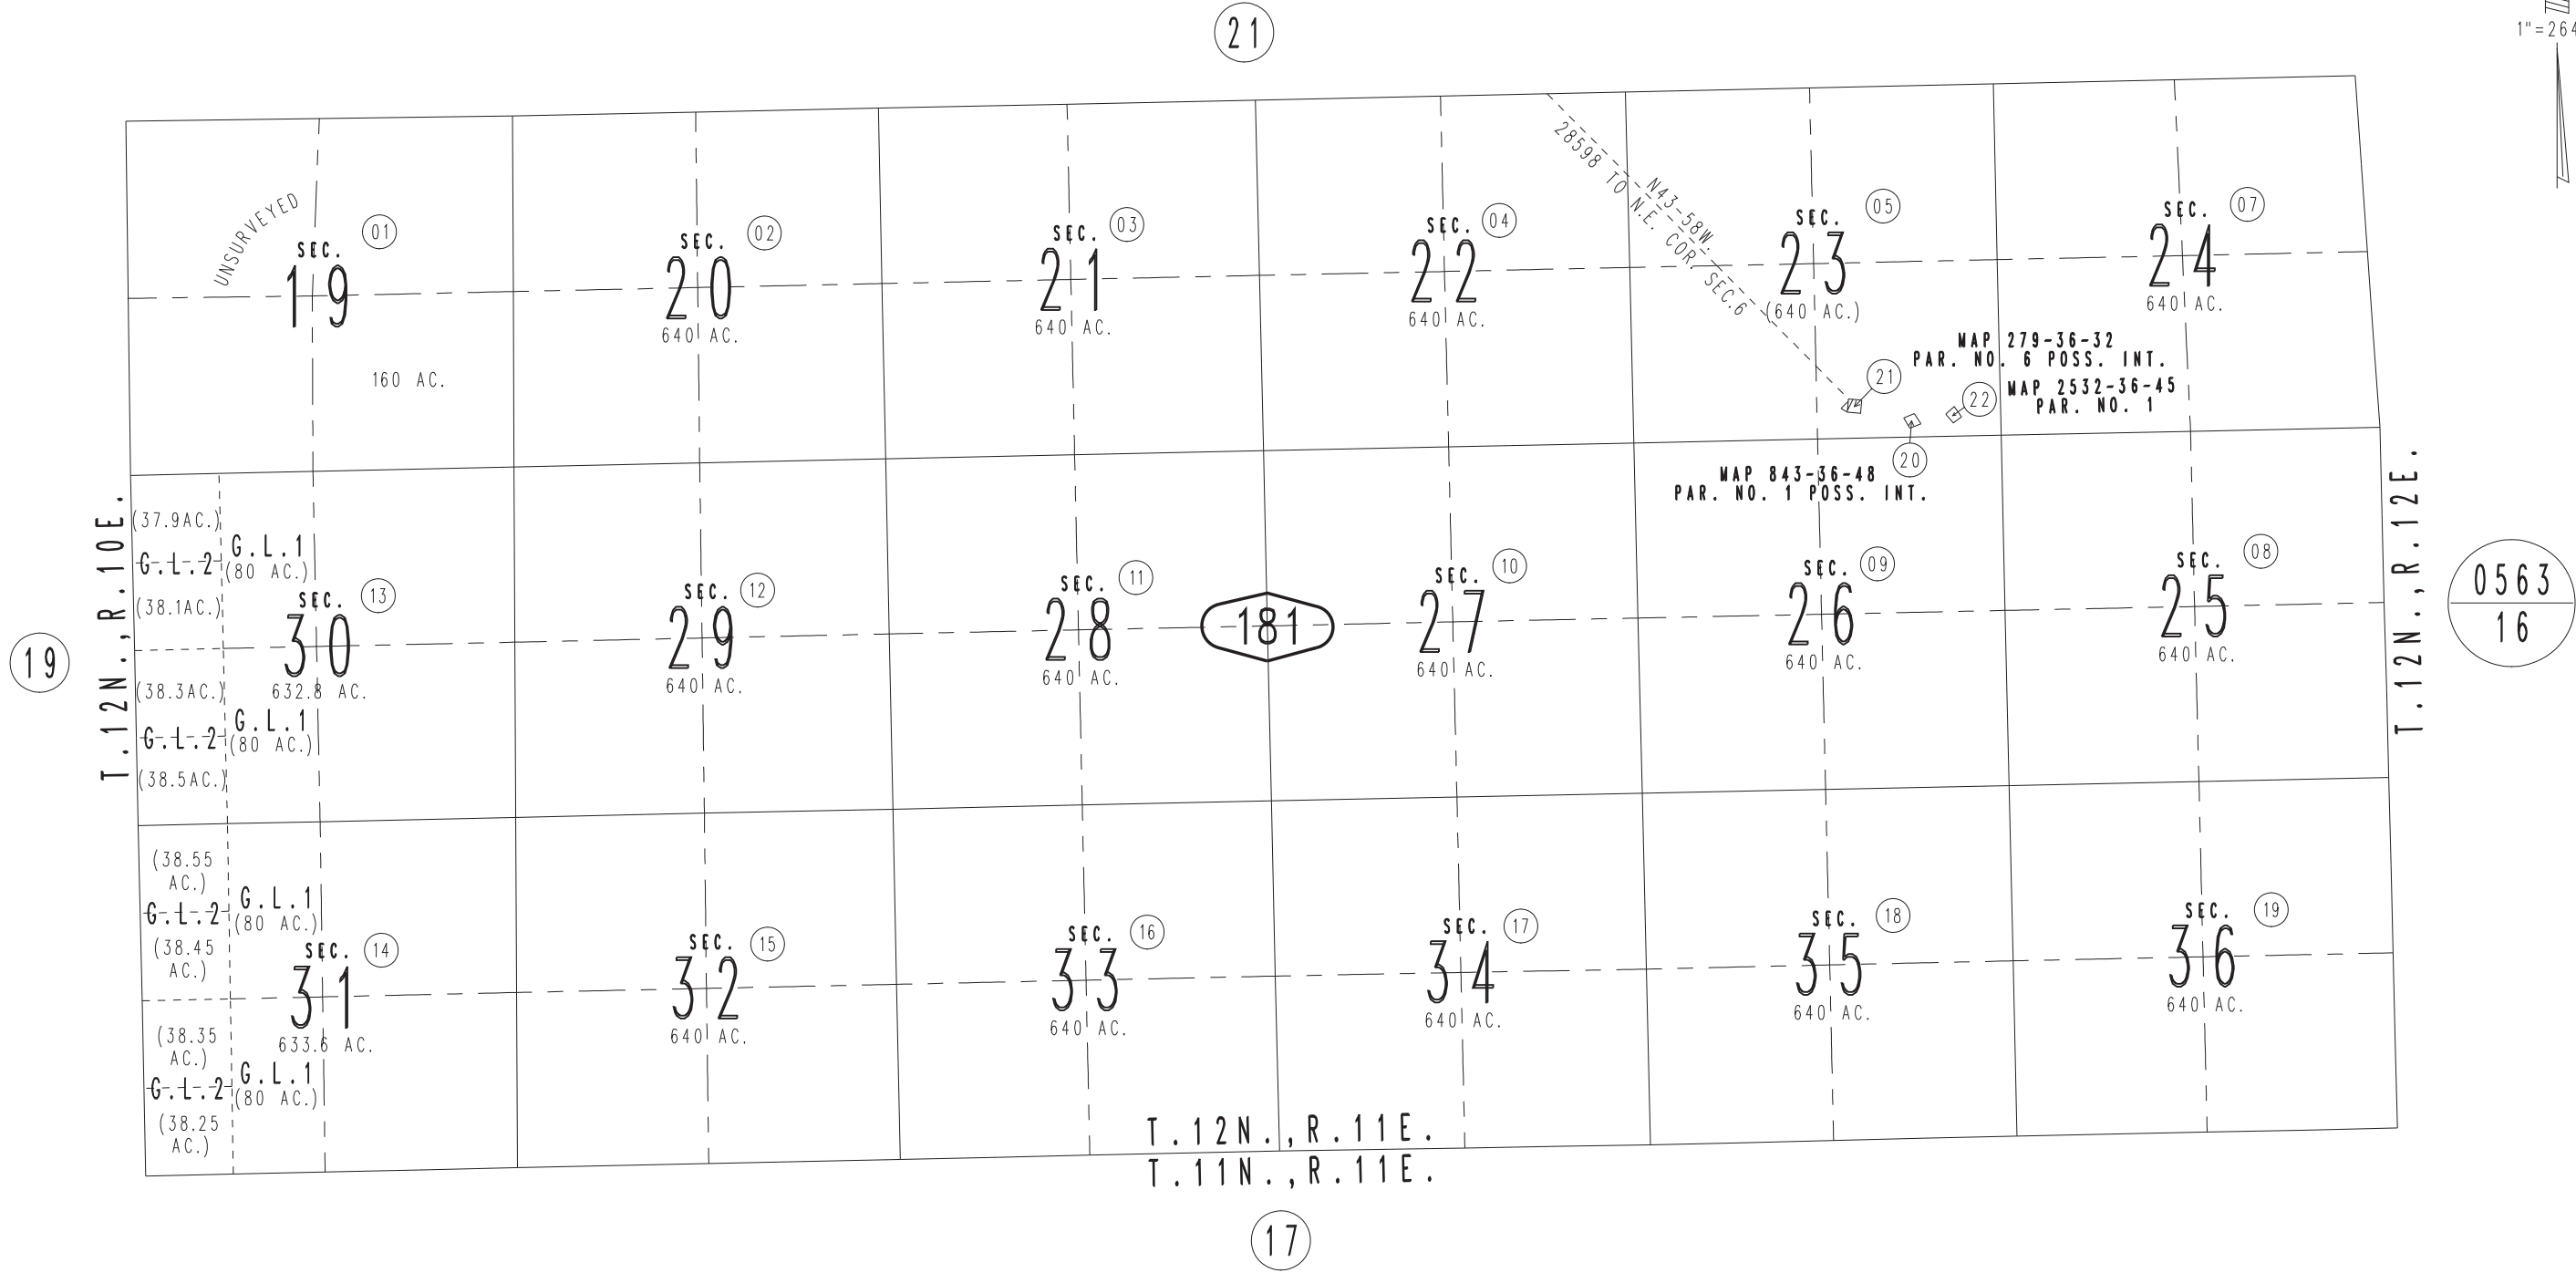 21
1"=264
UNSURVEYED
SEC.
19
01
160 AC.
SEC.
20
02
640 AC.
SEC.
21
03
640 AC.
SEC.
22
04
640 AC.
N43-58W.
28598 TO N.E. COR. SEC.6
SEC.
23
05
(640 AC.)
SEC.
24
07
640 AC.
MAP 279-36-32
PAR. NO. 6 POSS. INT.
21
MAP 2532-36-45
PAR. NO. 1
22
20
MAP 843-36-48
PAR. NO. 1 POSS. INT.
T.12N.,R.10E.
19
(37.9AC.)
G.L.2
(38.1AC.)
G.L.1
(80 AC.)
SEC.
30
13
632.8 AC.
(38.3AC.)
G.L.2
(38.5AC.)
G.L.1
(80 AC.)
SEC.
29
12
640 AC.
SEC.
28
11
640 AC.
181
SEC.
27
10
640 AC.
SEC.
26
09
640 AC.
SEC.
25
08
640 AC.
T.12N.,R.12E.
0563
16
(38.55
AC.)
G.L.2
(38.45
AC.)
G.L.1
(80 AC.)
SEC.
31
14
633.6 AC.
(38.35
AC.)
G.L.2
(38.25
AC.)
G.L.1
(80 AC.)
SEC.
32
15
640 AC.
SEC.
33
16
640 AC.
SEC.
34
17
640 AC.
SEC.
35
18
640 AC.
SEC.
36
19
640 AC.
T.12N.,R.11E.
T.11N.,R.11E.
17